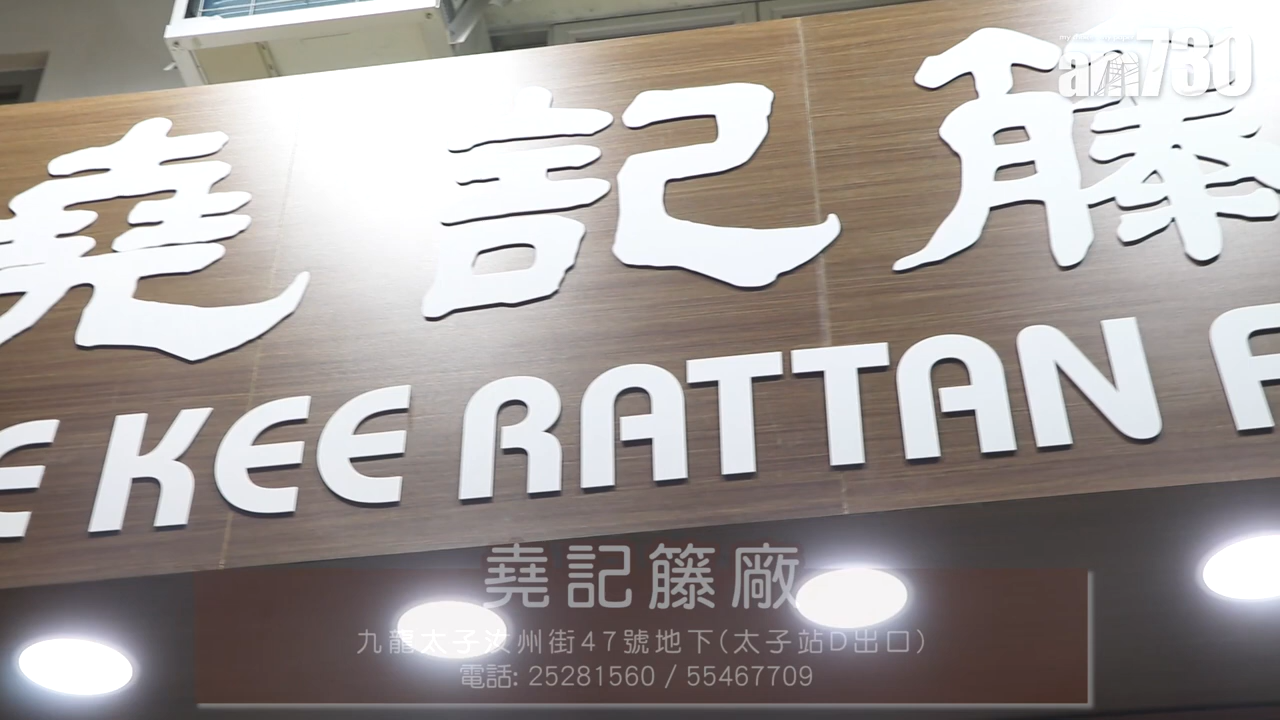 am730
堯記藤
E KEE RATTAN F
堯記籐廠
九龍太子汝州街47號地下(太子站D出口)
電話: 25281560 / 55467709